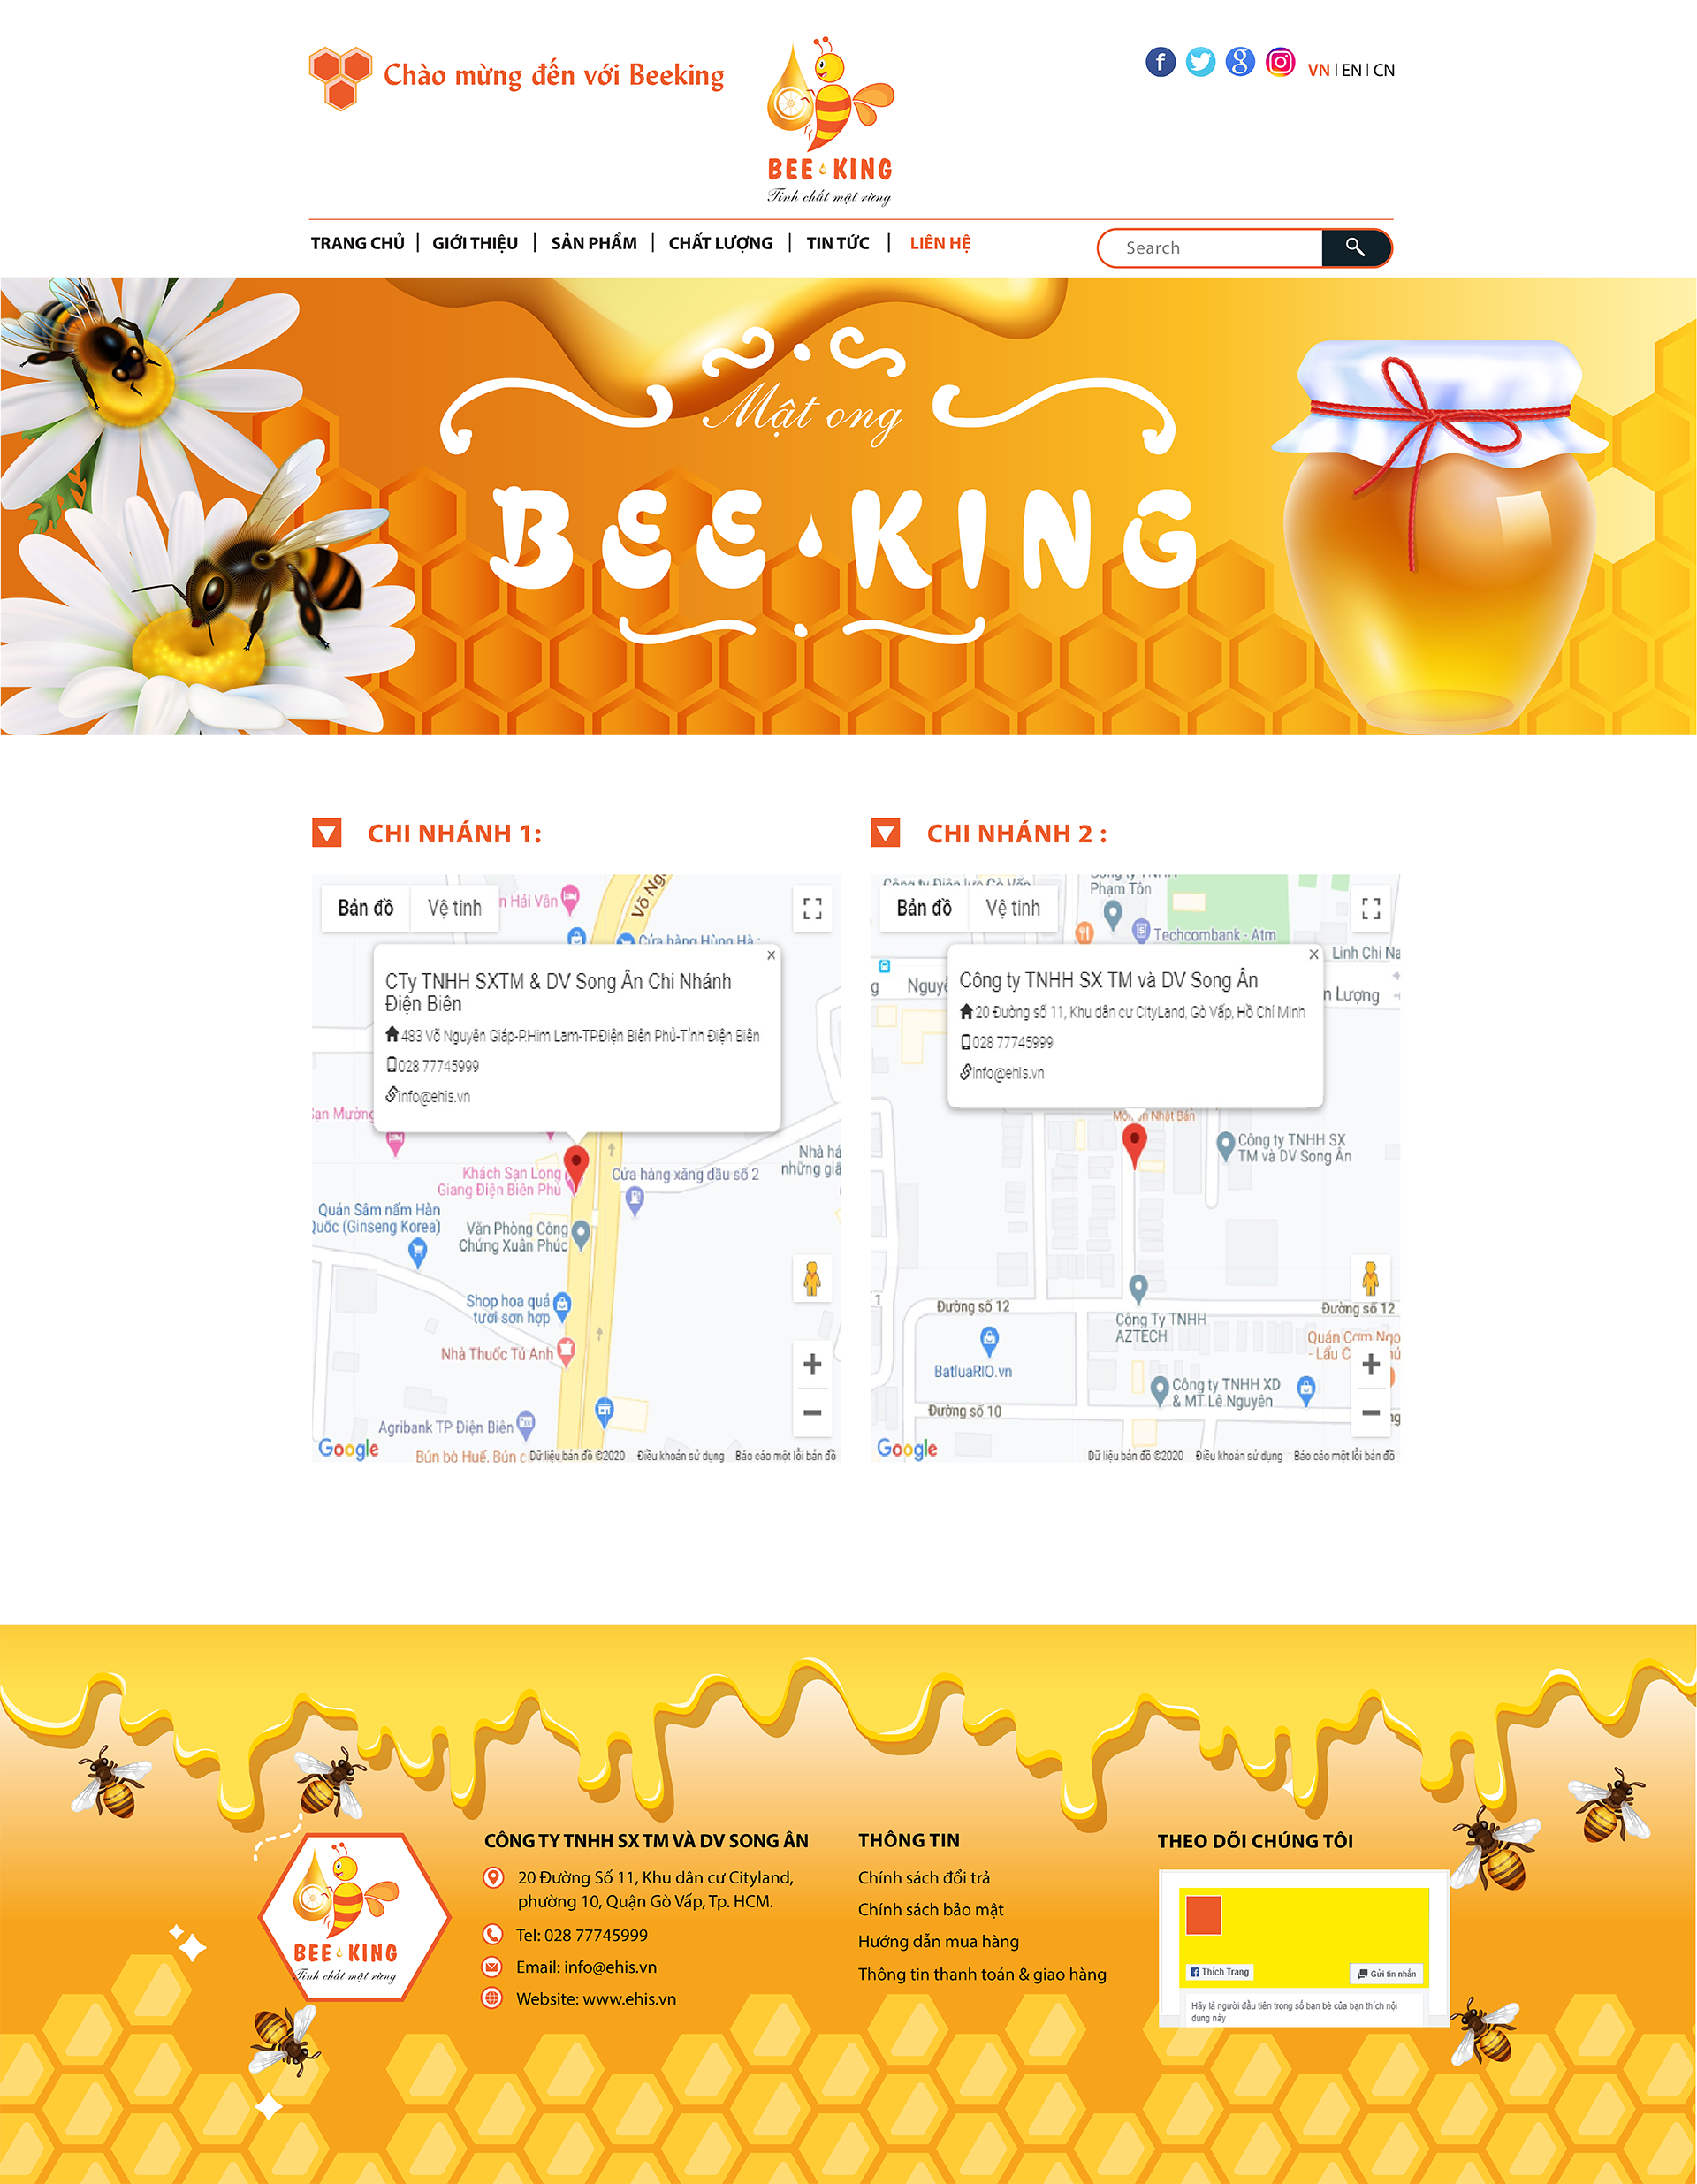 Chào mừng đến với Beeking
BEE KING
Tinh chất mật rừng
VN | EN | CN
TRANG CHỦ | GIỚI THIỆU | SẢN PHẨM | CHẤT LƯỢNG | TIN TỨC | LIÊN HỆ
Search
Mật ong
BEE KING
CHI NHÁNH 1:
Bản đồ Vệ tinh
n Hải Vân
Cửa hàng Hùng Hà
CTy TNHH SXTM & DV Song Ân Chi Nhánh
Điện Biên
483 Võ Nguyên Giáp-P.Him Lam-TP.Điện Biên Phủ-Tỉnh Điện Biên
028 77745999
info@ehis.vn
Khách Sạn Long
Giang Điện Biên Phủ
Cửa hàng xăng dầu số 2
Nhà há
những giá
Quán Sâm nấm Hàn
Quốc (Ginseng Korea)
Văn Phòng Công
Chứng Xuân Phúc
Shop hoa quả
tươi sơn hợp
Nhà Thuốc Tú Anh
Agribank TP Điện Biên
Google
Bún bò Huế, Bún c
Dữ liệu bản đồ ©2020 Điều khoản sử dụng Báo cáo một lỗi bản đồ
CHI NHÁNH 2 :
Bản đồ Vệ tinh
Phạm Tôn
Techcombank - Atm
Linh Chi Na
n Lượng
Công ty TNHH SX TM và DV Song Ân
20 Đường số 11, Khu dân cư CityLand, Gò Vấp, Hồ Chí Minh
028 77745999
info@ehis.vn
Nhật Bản
Công ty TNHH SX
TM và DV Song Ân
Đường số 12
Đường số 12
Công Ty TNHH
AZTECH
BatluaRIO.vn
Công ty TNHH XD
& MT Lê Nguyên
Đường số 10
Google
Dữ liệu bản đồ ©2020 Điều khoản sử dụng Báo cáo một lỗi bản đồ
BEE KING
Tinh chất mật rừng
CÔNG TY TNHH SX TM VÀ DV SONG ÂN
20 Đường Số 11, Khu dân cư Cityland,
phường 10, Quận Gò Vấp, Tp. HCM.
Tel: 028 77745999
Email: info@ehis.vn
Website: www.ehis.vn
THÔNG TIN
Chính sách đổi trả
Chính sách bảo mật
Hướng dẫn mua hàng
Thông tin thanh toán & giao hàng
THEO DÕI CHÚNG TÔI
Thích Trang
Gửi tin nhắn
Hãy là người đầu tiên trong số bạn bè của bạn thích nội
dung này